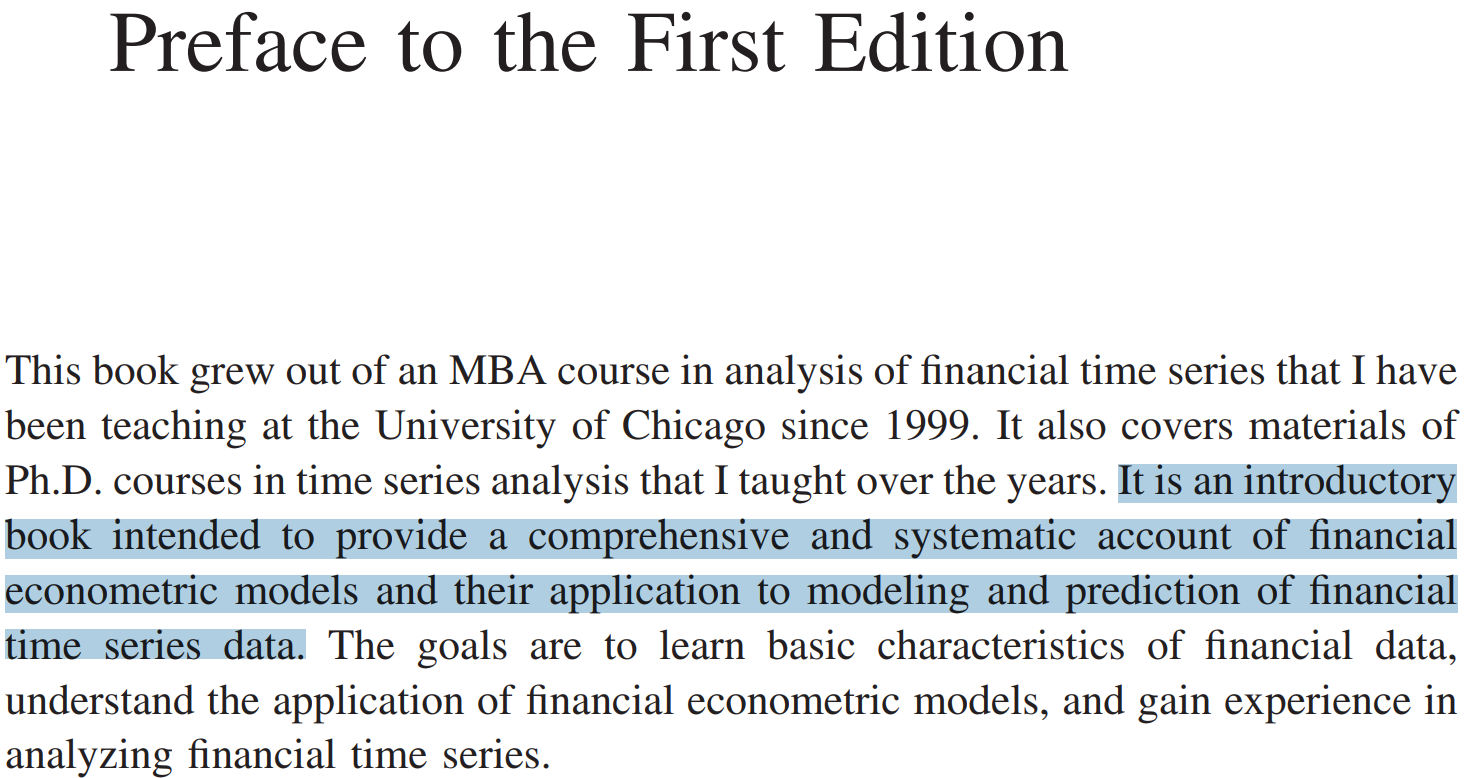 Preface to the First Edition
This book grew out of an MBA course in analysis of financial time series that I have
been teaching at the University of Chicago since 1999. It also covers materials of
Ph.D. courses in time series analysis that I taught over the years. It is an introductory
book intended to provide a comprehensive and systematic account of financial
econometric models and their application to modeling and prediction of financial
time series data. The goals are to learn basic characteristics of financial data,
understand the application of financial econometric models, and gain experience in
analyzing financial time series.